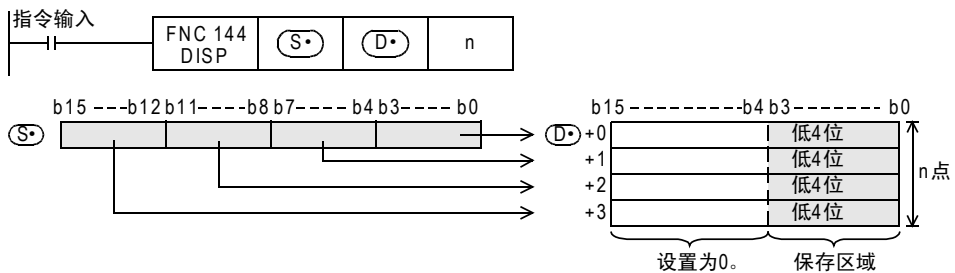 指令输入
FNC 144
DISP
S・
D・
n
b15 ---b12 b11----b8 b7---- b4 b3----- b0
S・
b15 ----------b4 b3----- b0
D・ +0 低4位
+1 低4位
+2 低4位
+3 低4位
n点
设置为0。
保存区域